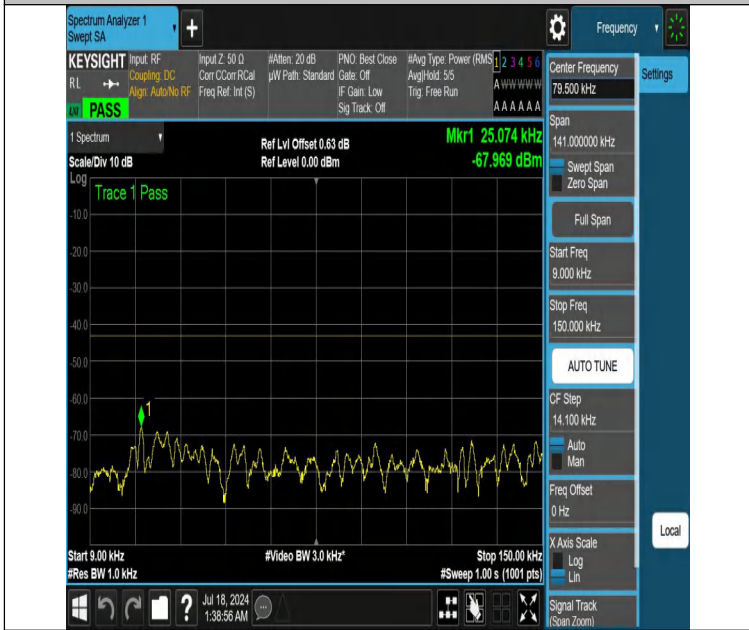 Spectrum Analyzer 1
Swept SA
+
Frequency
KEYSIGHT
RL
PASS
Input: RF
Coupling: DC
Align: Auto/No RF
Input Z: 50 Ω
Corr CCorr RCal
Freq Ref: Int (S)
#Atten: 20 dB
µW Path: Standard
PNO: Best Close
Gate: Off
IF Gain: Low
Sig Track: Off
#Avg Type: Power (RMS
Avg|Hold: 5/5
Trig: Free Run
1 2 3 4 5 6
A W W W W W
A A A A A A
1 Spectrum
Scale/Div 10 dB
Log
Ref Lvl Offset 0.63 dB
Ref Level 0.00 dBm
Mkr1 25.074 kHz
-67.969 dBm
Trace 1 Pass
-10.0
-20.0
-30.0
-40.0
-50.0
-60.0
-70.0
-80.0
-90.0
1
Start 9.00 kHz
#Res BW 1.0 kHz
#Video BW 3.0 kHz*
Stop 150.00 kHz
#Sweep 1.00 s (1001 pts)
Jul 18, 2024
1:38:56 AM
?
Center Frequency
79.500 kHz
Span
141.000000 kHz
Swept Span
Zero Span
Full Span
Start Freq
9.000 kHz
Stop Freq
150.000 kHz
AUTO TUNE
CF Step
14.100 kHz
Auto
Man
Freq Offset
0 Hz
X Axis Scale
Log
Lin
Signal Track
(Span Zoom)
Settings
Local